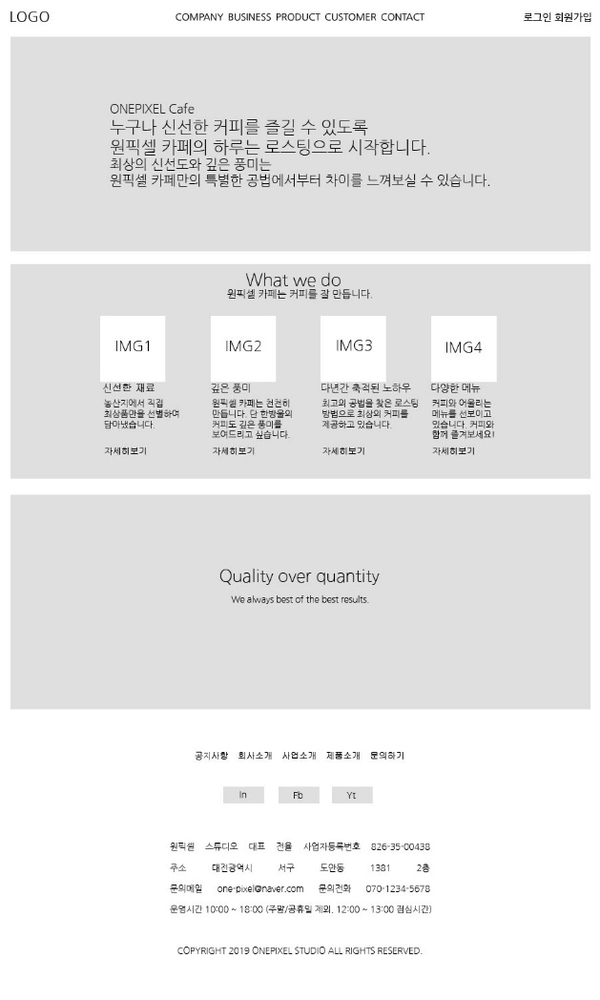 LOGO
COMPANY BUSINESS PRODUCT CUSTOMER CONTACT
로그인 회원가입
ONEPIXEL Cafe
누구나 신선한 커피를 즐길 수 있도록
원픽셀 카페의 하루는 로스팅으로 시작합니다.
최상의 신선도와 깊은 풍미는
원픽셀 카페만의 특별한 공법에서부터 차이를 느껴보실 수 있습니다.
What we do
원픽셀 카페는 커피를 잘 만듭니다.
IMG1
신선한 재료
농산지에서 직접
최상품만을 선별하여
담아냈습니다.
자세히보기
IMG2
깊은 풍미
원픽셀 카페는 천천히
만듭니다. 단 한방울의
커피도 깊은 풍미를
보여드리고 싶습니다.
자세히보기
IMG3
다년간 축적된 노하우
최고의 공법을 찾은 로스팅
방법으로 최상의 커피를
제공하고 있습니다.
자세히보기
IMG4
다양한 메뉴
커피와 어울리는
메뉴를 선보이고
있습니다. 커피와
함께 즐겨보세요!
자세히보기
Quality over quantity
We always best of the best results.
공지사항 회사소개 사업소개 제품소개 문의하기
In Fb Yt
원픽셀 스튜디오 대표 전율 사업자등록번호 826-35-00438
주소 대전광역시 서구 도안동 1381 2층
문의메일 one-pixel@naver.com 문의전화 070-1234-5678
운영시간 10:00 ~ 18:00 (주말/공휴일 제외, 12:00 ~ 13:00 점심시간)
COPYRIGHT 2019 ONEPIXEL STUDIO ALL RIGHTS RESERVED.